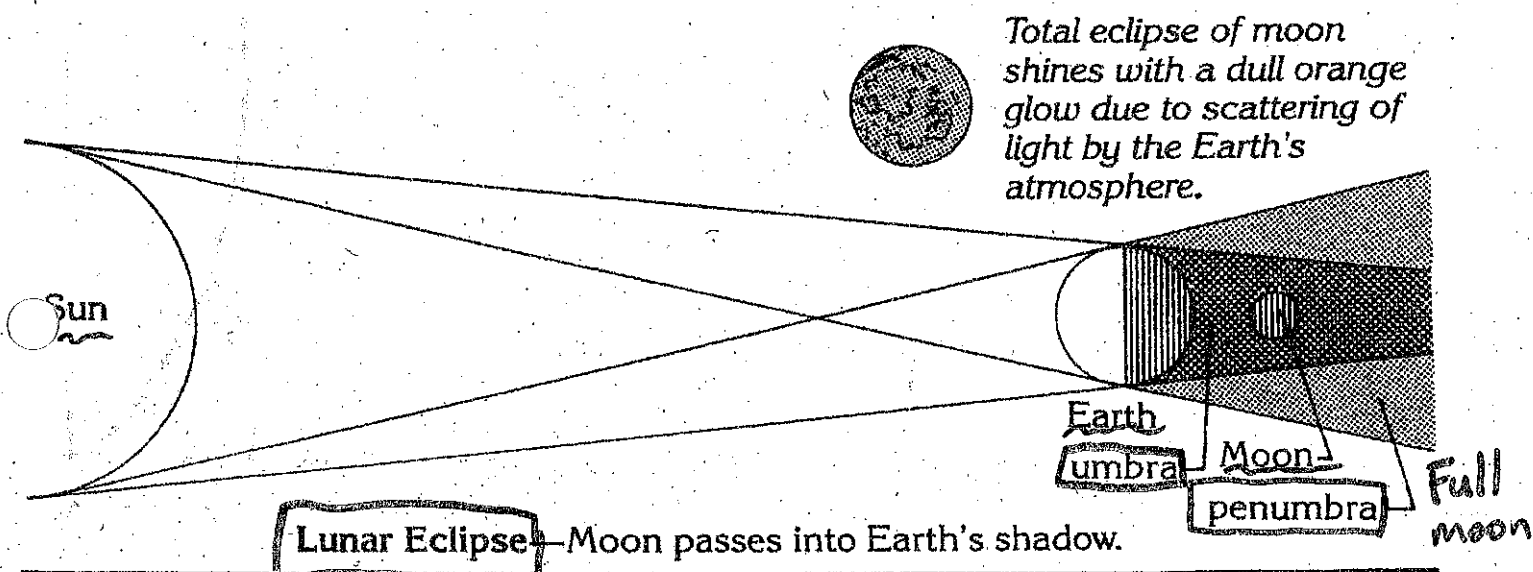 Total eclipse of moon
shines with a dull orange
glow due to scattering of
light by the Earth's
atmosphere.
Sun
Earth
umbra
Moon
penumbra
Full
moon
Lunar Eclipse—Moon passes into Earth's shadow.